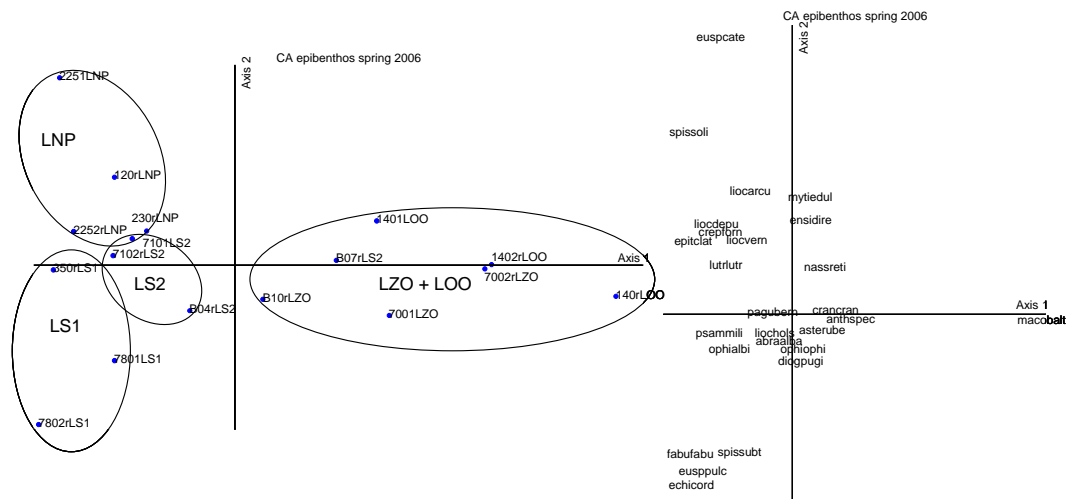 CA epibenthos spring 2006
Axis 2
2251LNP
LNP
120rLNP
230rLNP
2252rLNP
7101LS2
7102rLS2
350rLS1
LS2
B04rLS2
LS1
7801LS1
7802rLS1
1401LOO
B07rLS2
1402rLOO
Axis 1
7002rLZO
LZO + LOO
B10rLZO
140rLOO
7001LZO
CA epibenthos spring 2006
Axis 2
euspcate
spissoli
liocarcu
mytiedul
liocdepu
ensidire
crepforn
epitclat
liocvern
lutrlutr
nassreti
Axis 1
pagubern
crancran
anthspec
macobalt
psammili
liochols
asterube
abraalba
ophialbi
ophiophi
diogpugi
fabufabu
spissubt
eusppulc
echicord